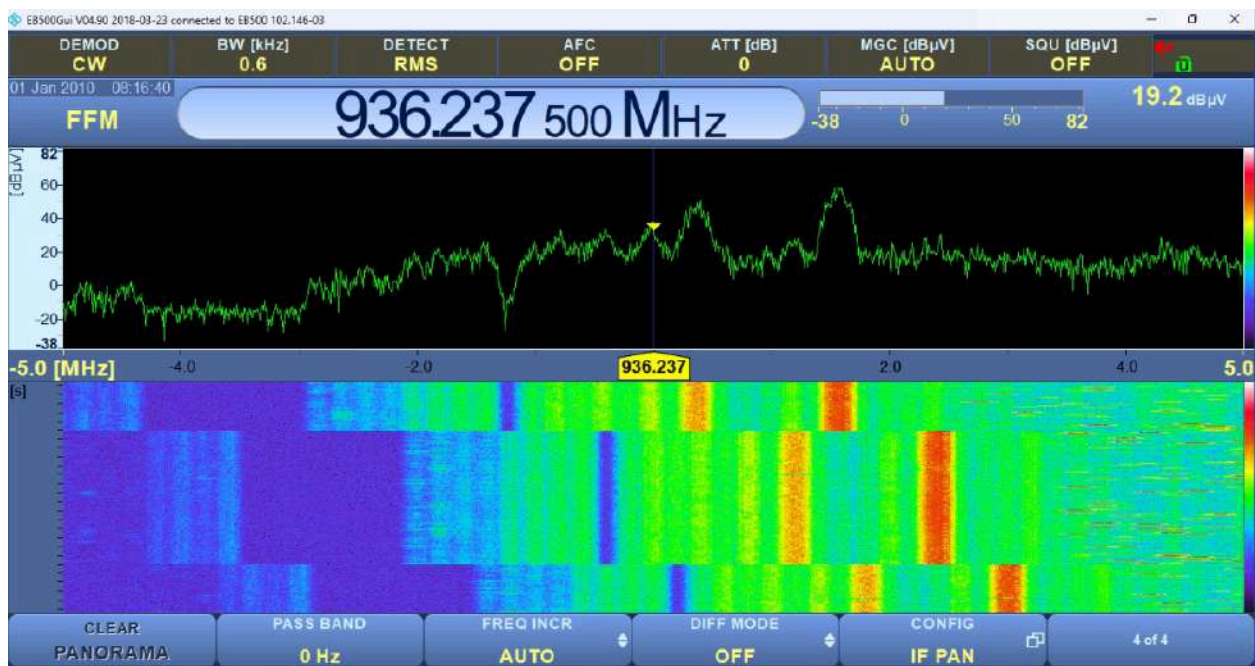 EB500Gui V04.90 2018-03-23 connected to EB500 102.146-03
DEMOD BW [kHz] DETECT AFC ATT [dB] MGC [dBµV] SQU [dBµV]
CW 0.6 RMS OFF 0 AUTO OFF
01 Jan 2010 08:16:40
FFM
936.237 500 MHz
-38 0 50 82
19.2 dBµV
[dBµV]
82
60
40
20
0
-20
-38
-5.0 [MHz] -4.0 -2.0 936.237 2.0 4.0 5.0
[s]
CLEAR PASS BAND FREQ INCR DIFF MODE CONFIG 4 of 4
PANORAMA 0 Hz AUTO OFF IF PAN